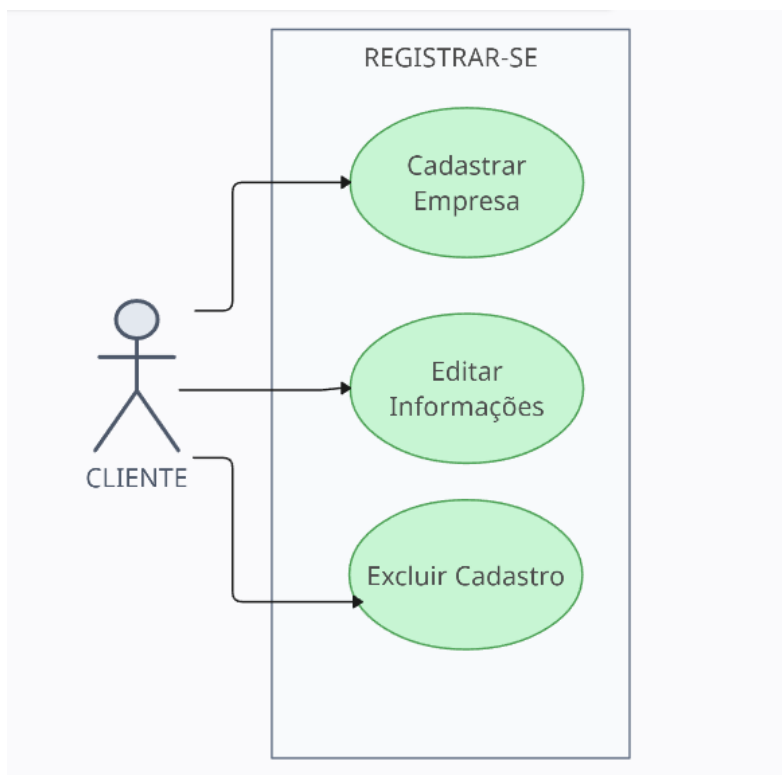 REGISTRAR-SE
Cadastrar
Empresa
Editar
Informações
CLIENTE
Excluir Cadastro